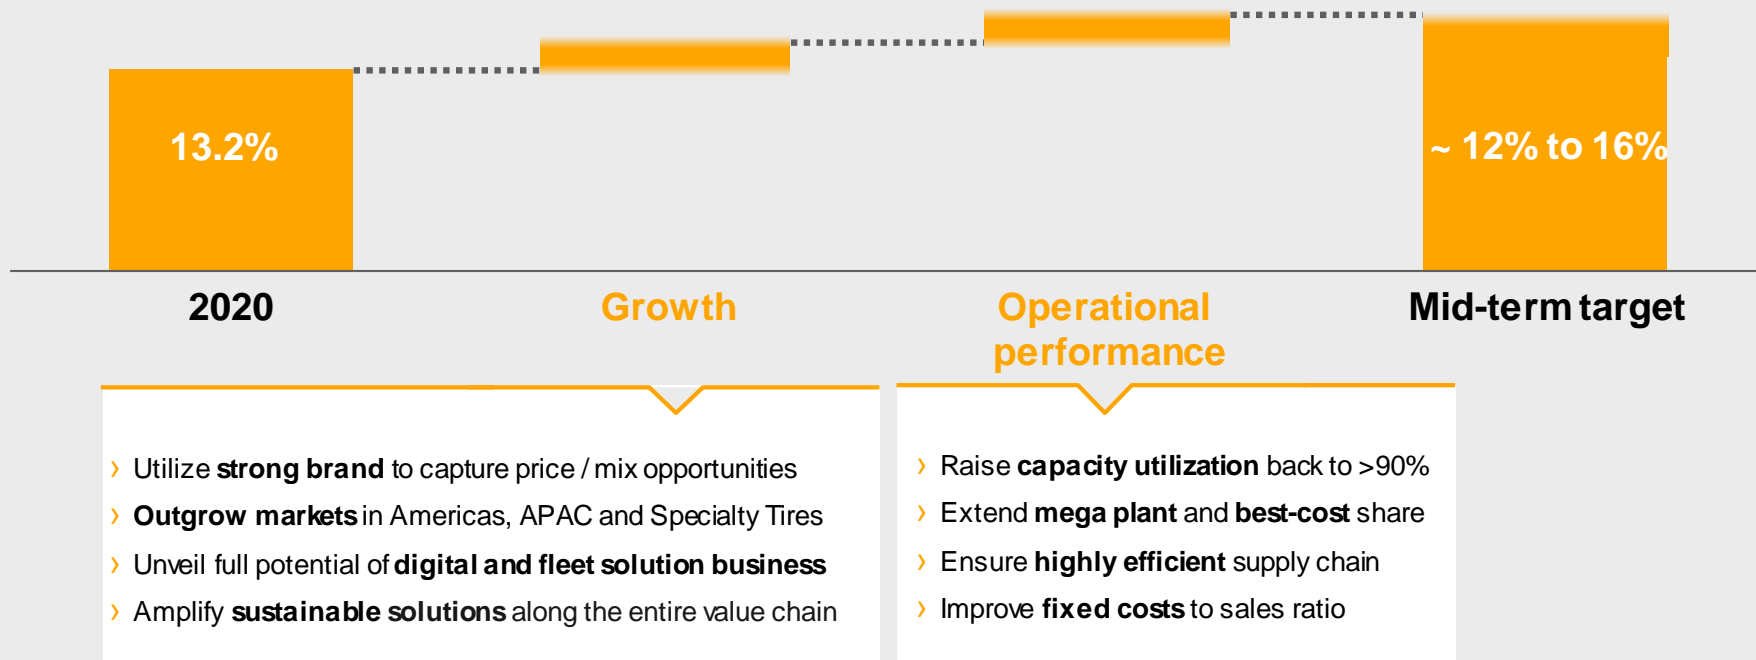 13.2%
~ 12% to 16%
2020
Growth
Operational
performance
Mid-term target
› Utilize strong brand to capture price / mix opportunities
› Outgrow markets in Americas, APAC and Specialty Tires
› Unveil full potential of digital and fleet solution business
› Amplify sustainable solutions along the entire value chain
› Raise capacity utilization back to >90%
› Extend mega plant and best-cost share
› Ensure highly efficient supply chain
› Improve fixed costs to sales ratio